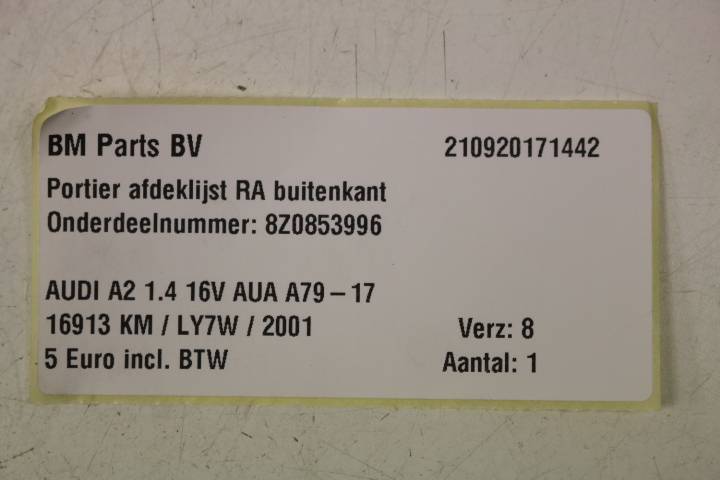 BM Parts BV 210920171442
Portier afdeklijst RA buitenkant
Onderdeelnummer: 8Z0853996
AUDI A2 1.4 16V AUA A79 – 17
16913 KM / LY7W / 2001 Verz: 8
5 Euro incl. BTW Aantal: 1